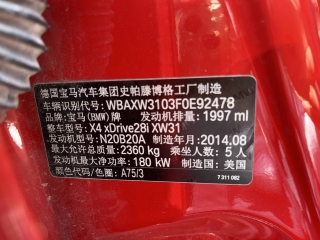 德国宝马汽车集团史帕滕博格工厂制造
车辆识别代号:WBAXW3103F0E92478
品牌: 宝马(BMW)牌 发动机排量: 1997 ml
整车型号: X4 xDrive28i XW31
发动机型号: N20B20A 制造年月: 2014.08
最大允许总质量: 2360 kg 乘坐人数: 5 人
发动机最大净功率: 180 kW 制造国: 美国
颜色代号/色圈: A75/3
7 311 082